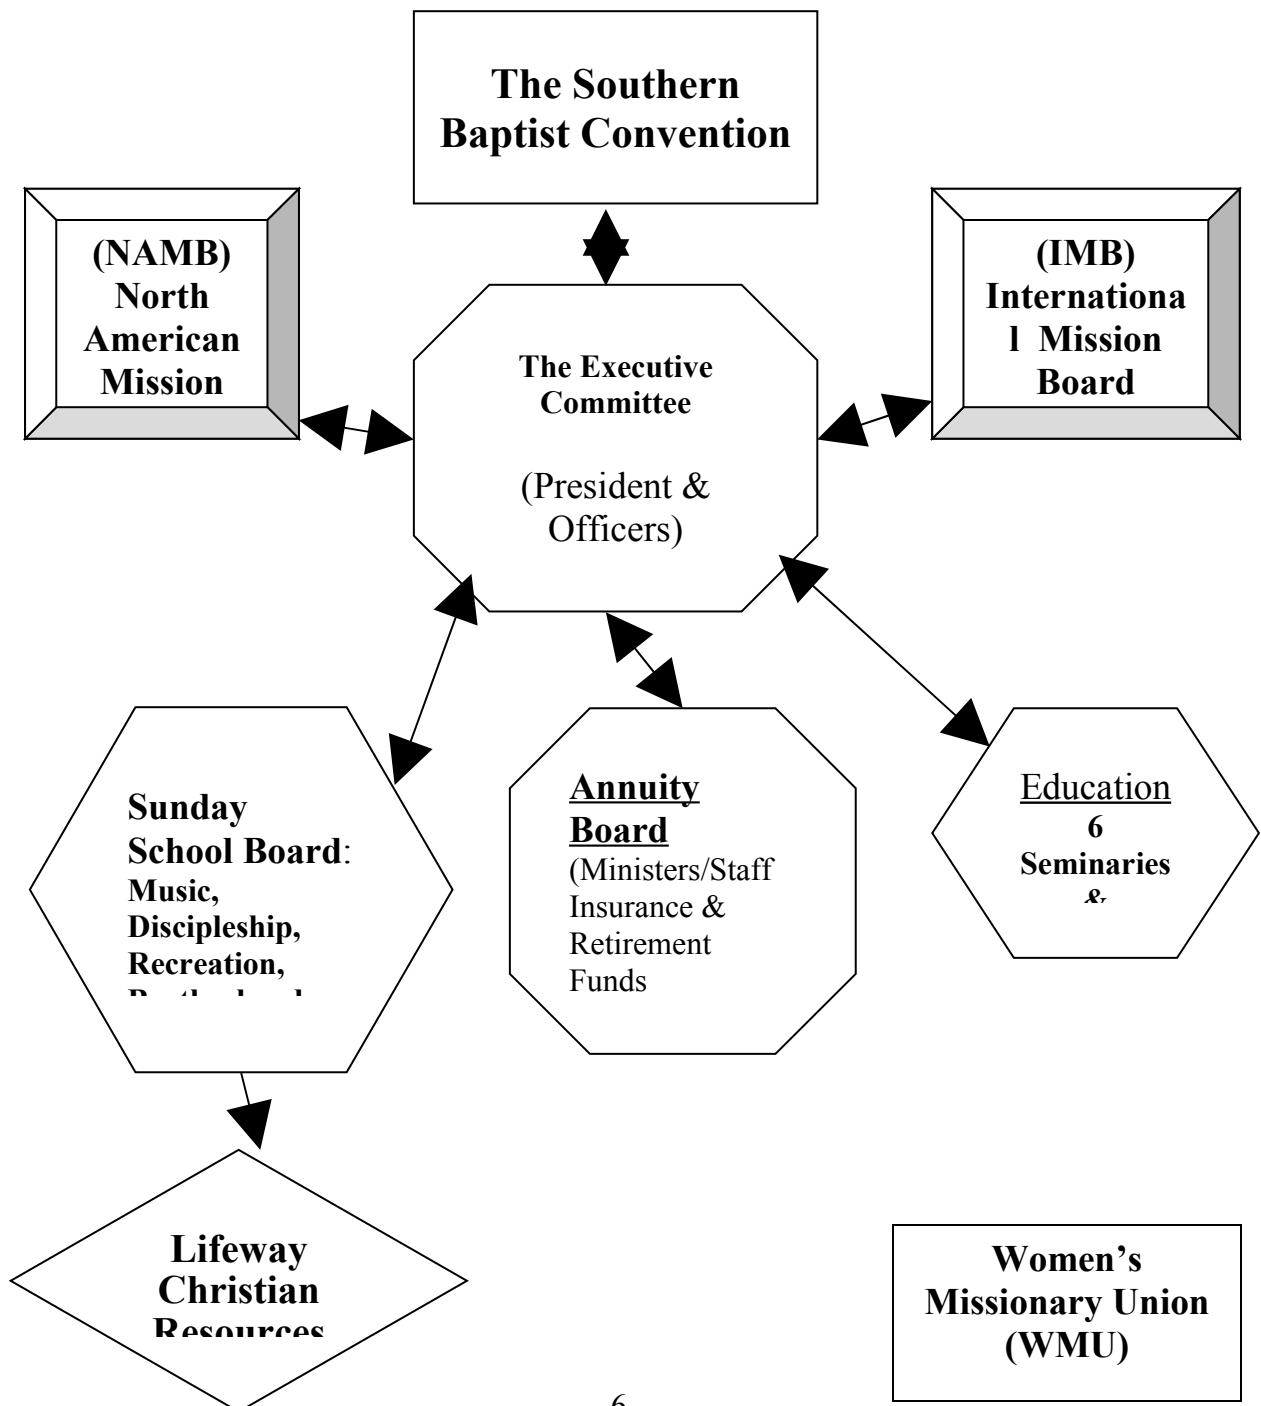 The Southern
Baptist Convention
(NAMB)
North
American
Mission
(IMB)
Internationa
l Mission
Board
The Executive
Committee
(President &
Officers)
Sunday
School Board:
Music,
Discipleship,
Recreation,
Annuity
Board
(Ministers/Staff
Insurance &
Retirement
Funds
Education
6
Seminaries
&
Lifeway
Christian
Resources
Women’s
Missionary Union
(WMU)
6